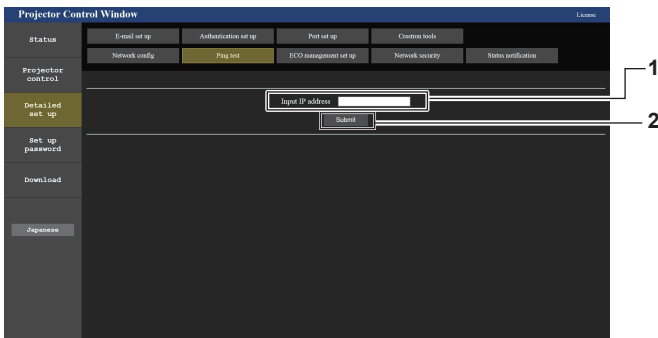 Projector Control Window
License
Status
Projector
control
Detailed
set up
Set up
password
Download
Japanese
E-mail set up
Authentication set up
Port set up
Crestron tools
Network config
Ping test
ECO management set up
Network security
Status notification
Input IP address
Submit
1
2